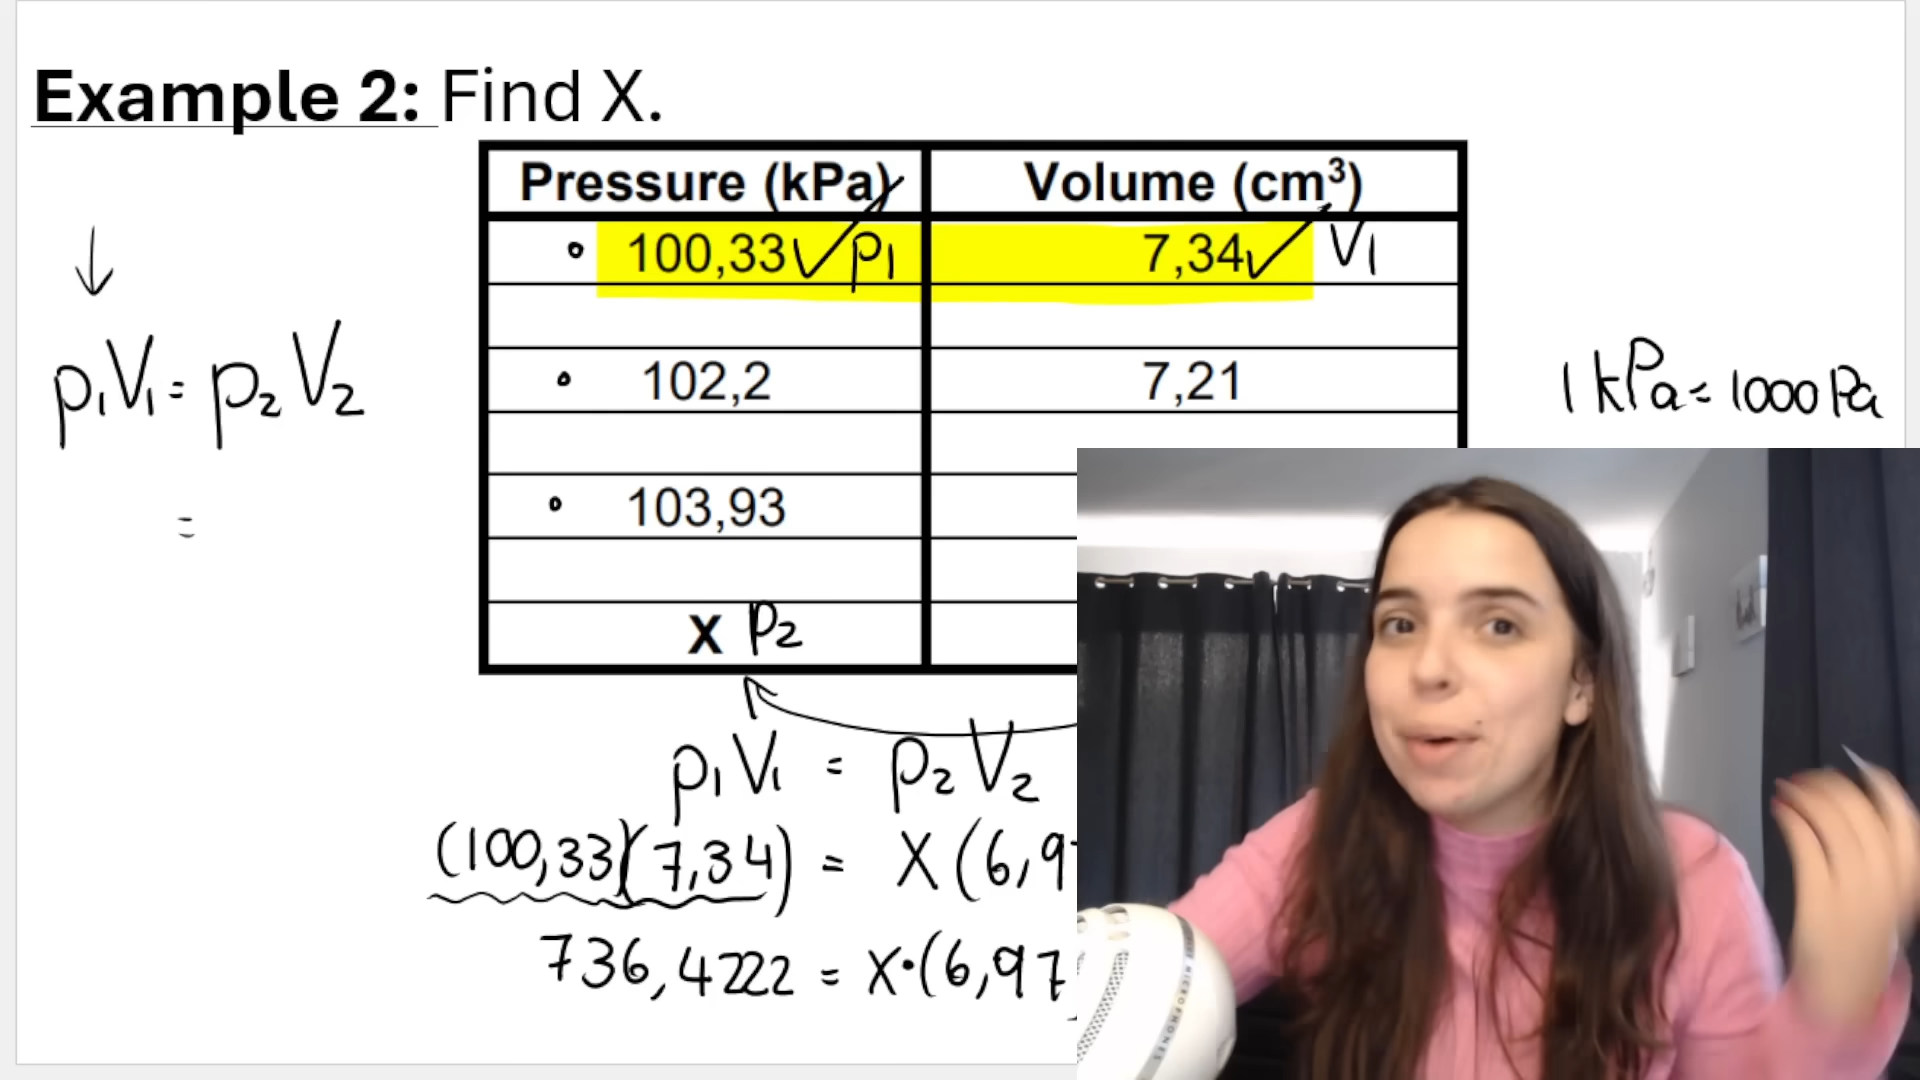 Example 2: Find X.
Pressure (kPa) Volume (cm³)
100,33 p₁ 7,34 V₁
102,2 7,21
103,93
X p₂
p₁V₁ = p₂V₂
=
1 kPa = 1000 Pa
p₁V₁ = p₂V₂
(100,33)(7,34) = X(6,9
736,4222 = X·(6,97
MICROPHONES